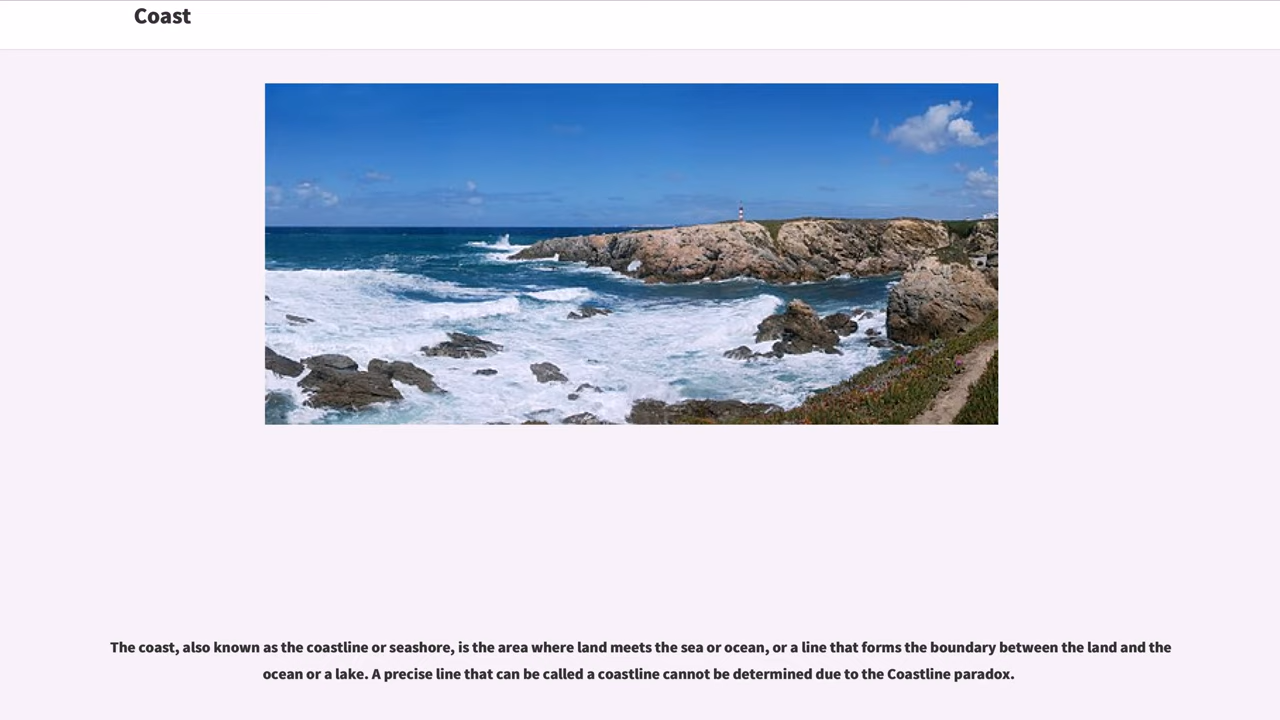 Coast
The coast, also known as the coastline or seashore, is the area where land meets the sea or ocean, or a line that forms the boundary between the land and the
ocean or a lake. A precise line that can be called a coastline cannot be determined due to the Coastline paradox.